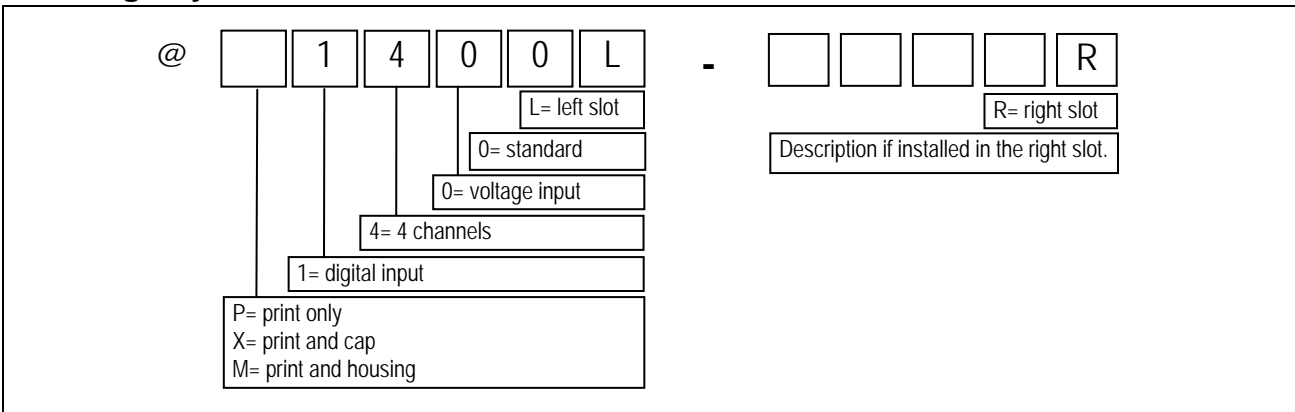 @ 1 4 0 0 L - R
L= left slot
R= right slot
0= standard
Description if installed in the right slot.
0= voltage input
4= 4 channels
1= digital input
P= print only
X= print and cap
M= print and housing